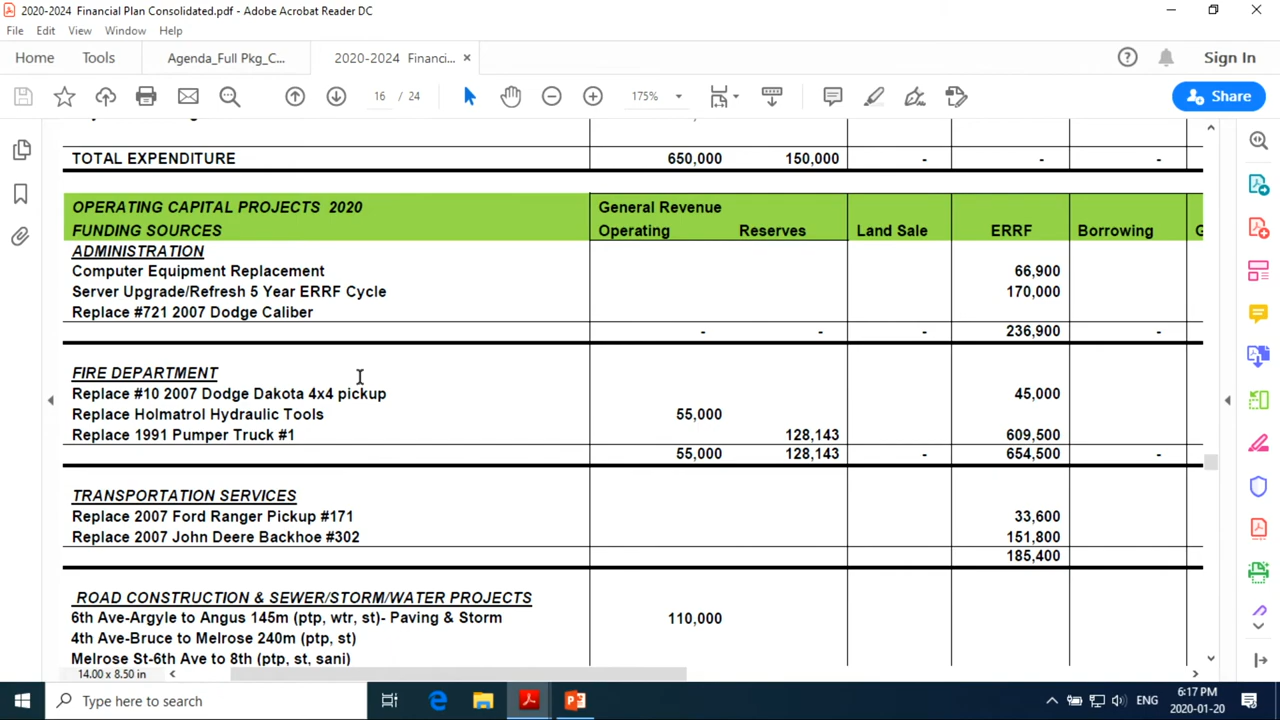 2020-2024 Financial Plan Consolidated.pdf - Adobe Acrobat Reader DC
File Edit View Window Help
Home Tools Agenda_Full Pkg_C... 2020-2024 Financi... ×
Sign In
16 / 24 175% Share
TOTAL EXPENDITURE 650,000 150,000 - - -
OPERATING CAPITAL PROJECTS 2020 General Revenue
FUNDING SOURCES Operating Reserves Land Sale ERRF Borrowing G
ADMINISTRATION
Computer Equipment Replacement 66,900
Server Upgrade/Refresh 5 Year ERRF Cycle 170,000
Replace #721 2007 Dodge Caliber
- - - 236,900 -
FIRE DEPARTMENT
Replace #10 2007 Dodge Dakota 4x4 pickup 45,000
Replace Holmatrol Hydraulic Tools 55,000
Replace 1991 Pumper Truck #1 128,143 609,500
55,000 128,143 - 654,500 -
TRANSPORTATION SERVICES
Replace 2007 Ford Ranger Pickup #171 33,600
Replace 2007 John Deere Backhoe #302 151,800
185,400
ROAD CONSTRUCTION & SEWER/STORM/WATER PROJECTS
6th Ave-Argyle to Angus 145m (ptp, wtr, st)- Paving & Storm 110,000
4th Ave-Bruce to Melrose 240m (ptp, st)
Melrose St-6th Ave to 8th (ptp, st, sani)
14.00 x 8.50 in
Type here to search
ENG
6:17 PM
2020-01-20